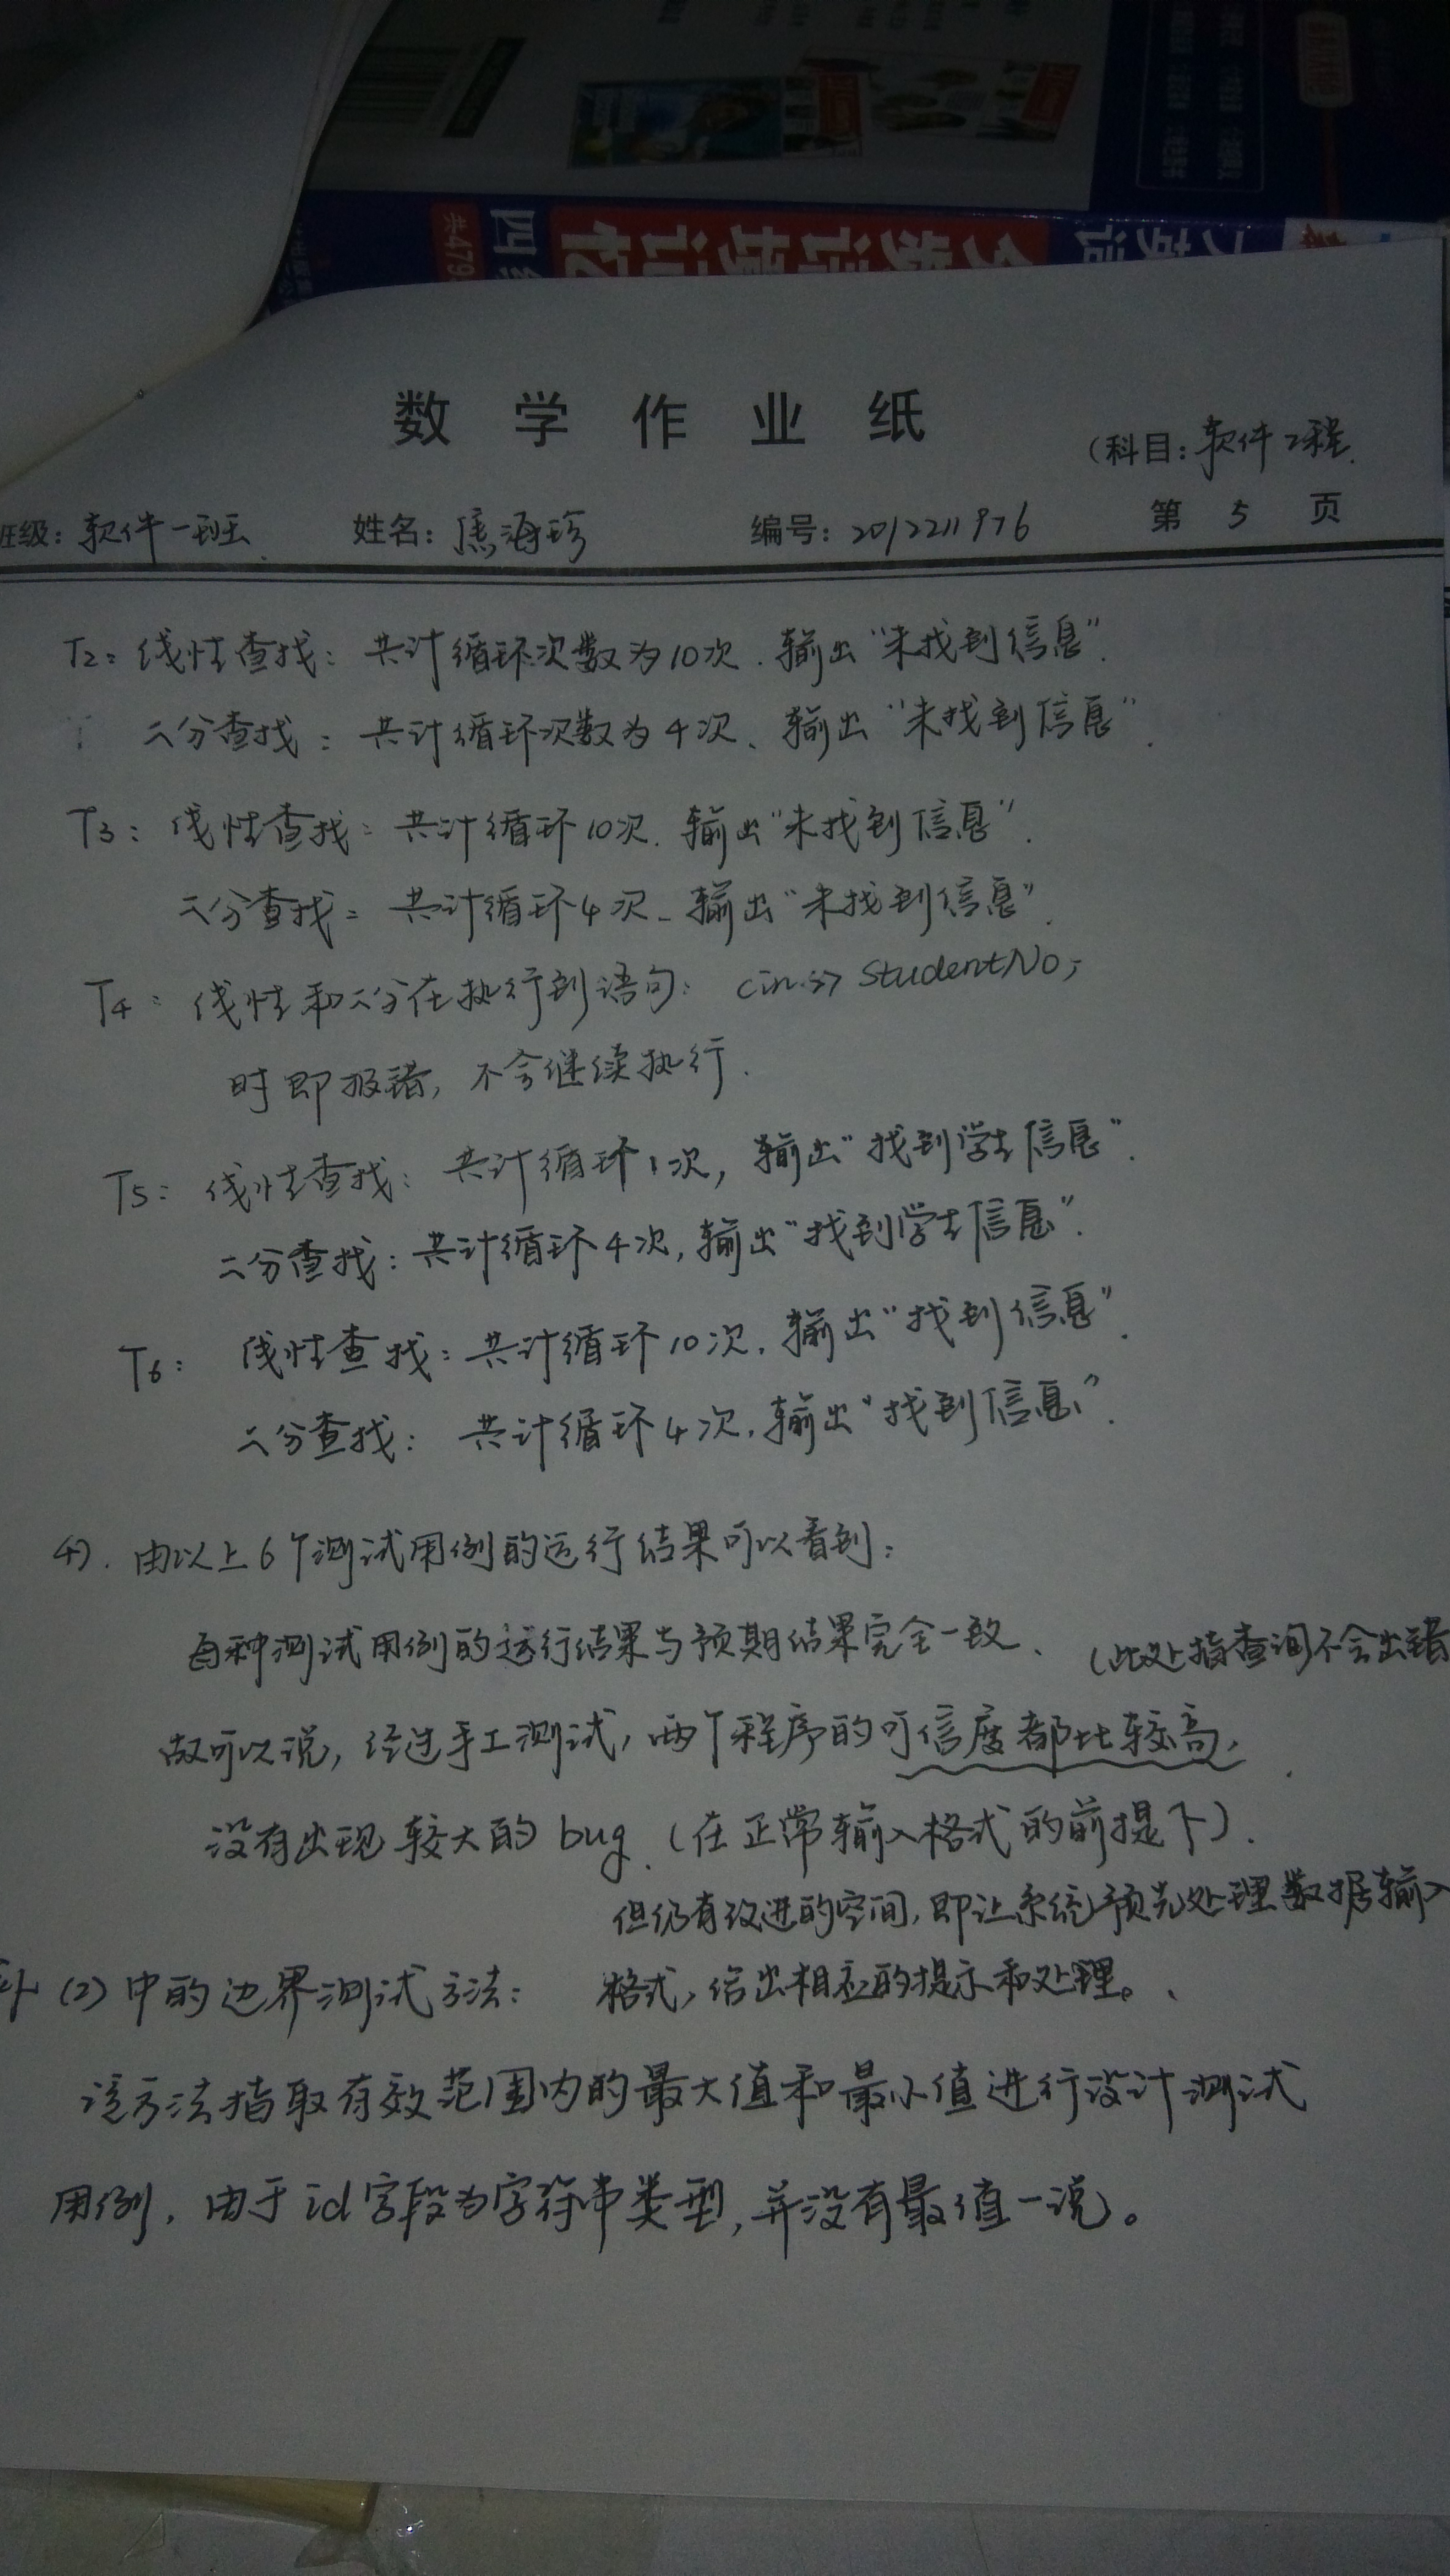 共479
四
数学作业纸
(科目:软件工程
班级:软件一班 姓名:焦海珍 编号:2012211976 第 5 页
T2:线性查找:共计循环次数为10次.输出“未找到信息”.
二分查找:共计循环次数为4次、输出“未找到信息”.
T3:线性查找:共计循环10次.输出“未找到信息”.
二分查找:共计循环4次.输出“未找到信息”.
T4:线性和二分在执行到语句:cin>>StudentNo;
时即报错,不会继续执行.
T5:线性查找:共计循环1次,输出“找到学生信息”.
二分查找:共计循环4次,输出“找到学生信息”.
T6:线性查找:共计循环10次.输出“找到信息”.
二分查找:共计循环4次.输出“找到信息”.
4).由以上6个测试用例的运行结果可以看到:
每种测试用例的运行结果与预期结果完全一致、(此处指查询不会出错
故可以说,经过手工测试,两个程序的可信度都比较高,
没有出现较大的bug.(在正常输入格式的前提下).
但仍有改进的空间,即让系统预先处理数据输入
补(2)中的边界测试方法: 格式,给出相应的提示和处理。
该方法指取有效范围内的最大值和最小值进行设计测试
用例.由于id字段为字符串类型,并没有最值一说。